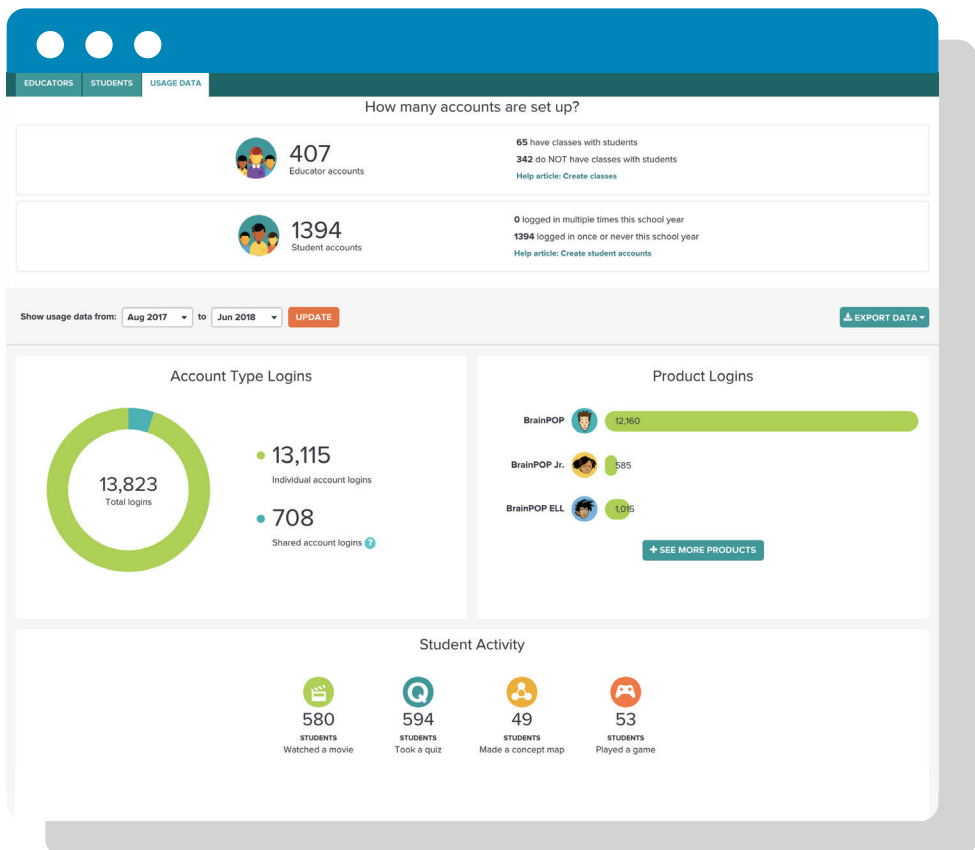 EDUCATORS STUDENTS USAGE DATA
How many accounts are set up?
407
Educator accounts
65 have classes with students
342 do NOT have classes with students
Help article: Create classes
1394
Student accounts
0 logged in multiple times this school year
1394 logged in once or never this school year
Help article: Create student accounts
Show usage data from: Aug 2017 to Jun 2018 UPDATE EXPORT DATA
Account Type Logins
13,823
Total logins
13,115
Individual account logins
708
Shared account logins ?
Product Logins
BrainPOP 12,160
BrainPOP Jr. 585
BrainPOP ELL 1,015
+ SEE MORE PRODUCTS
Student Activity
580
STUDENTS
Watched a movie
Q
594
STUDENTS
Took a quiz
49
STUDENTS
Made a concept map
53
STUDENTS
Played a game